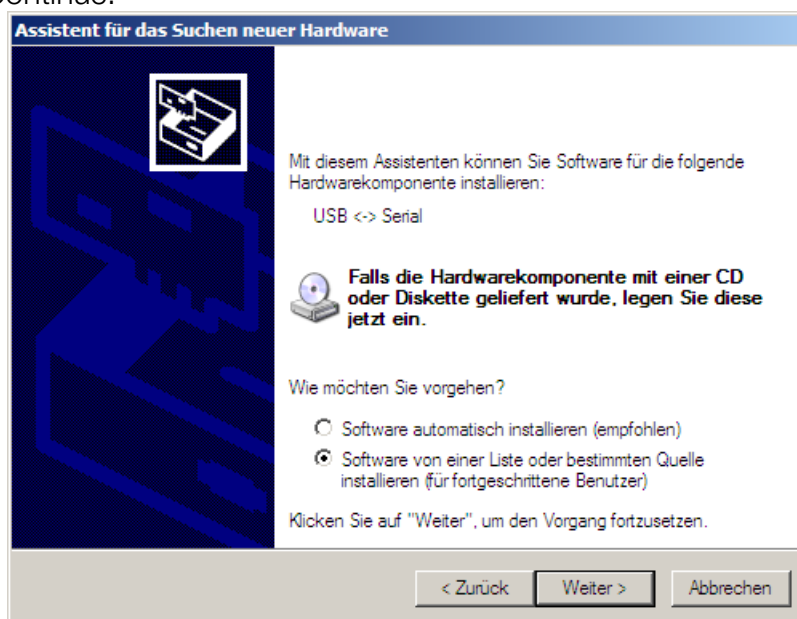 continue.
Assistent für das Suchen neuer Hardware
Mit diesem Assistenten können Sie Software für die folgende
Hardwarekomponente installieren:
USB <-> Serial
Falls die Hardwarekomponente mit einer CD
oder Diskette geliefert wurde, legen Sie diese
jetzt ein.
Wie möchten Sie vorgehen?
Software automatisch installieren (empfohlen)
Software von einer Liste oder bestimmten Quelle
installieren (für fortgeschrittene Benutzer)
Klicken Sie auf "Weiter", um den Vorgang fortzusetzen.
< Zurück
Weiter >
Abbrechen